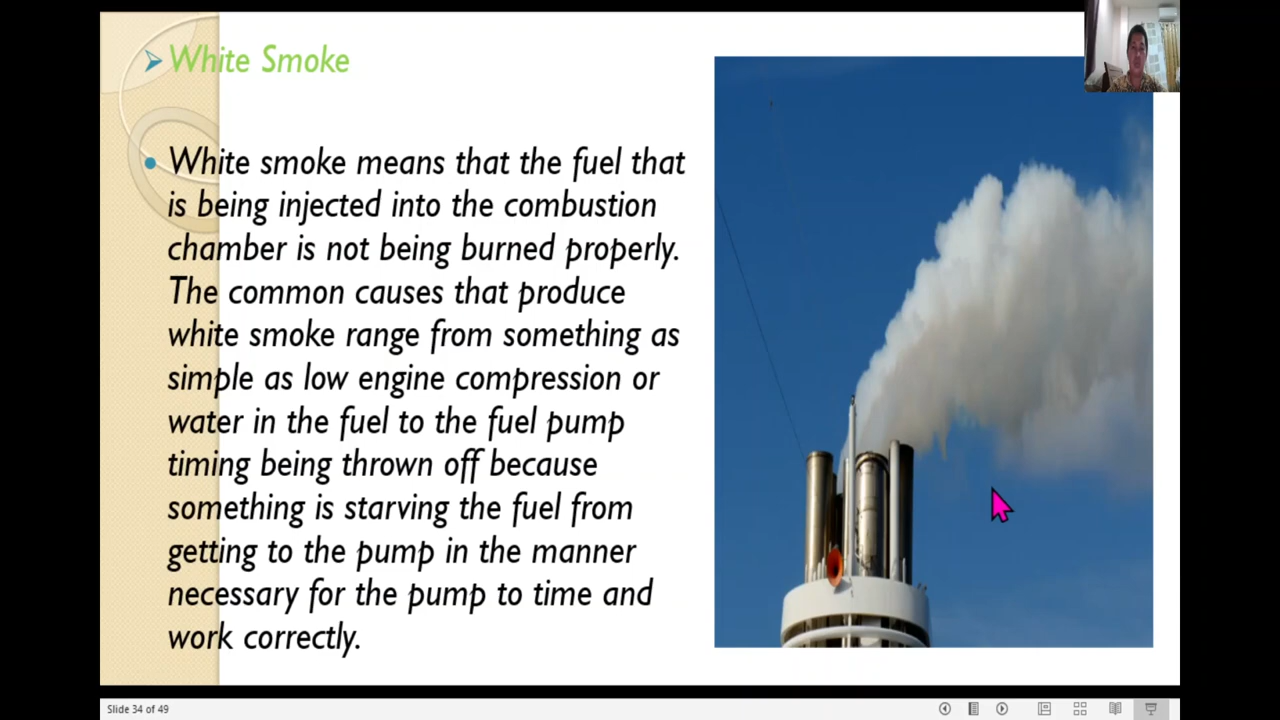 White Smoke
White smoke means that the fuel that
is being injected into the combustion
chamber is not being burned properly.
The common causes that produce
white smoke range from something as
simple as low engine compression or
water in the fuel to the fuel pump
timing being thrown off because
something is starving the fuel from
getting to the pump in the manner
necessary for the pump to time and
work correctly.
Slide 34 of 49